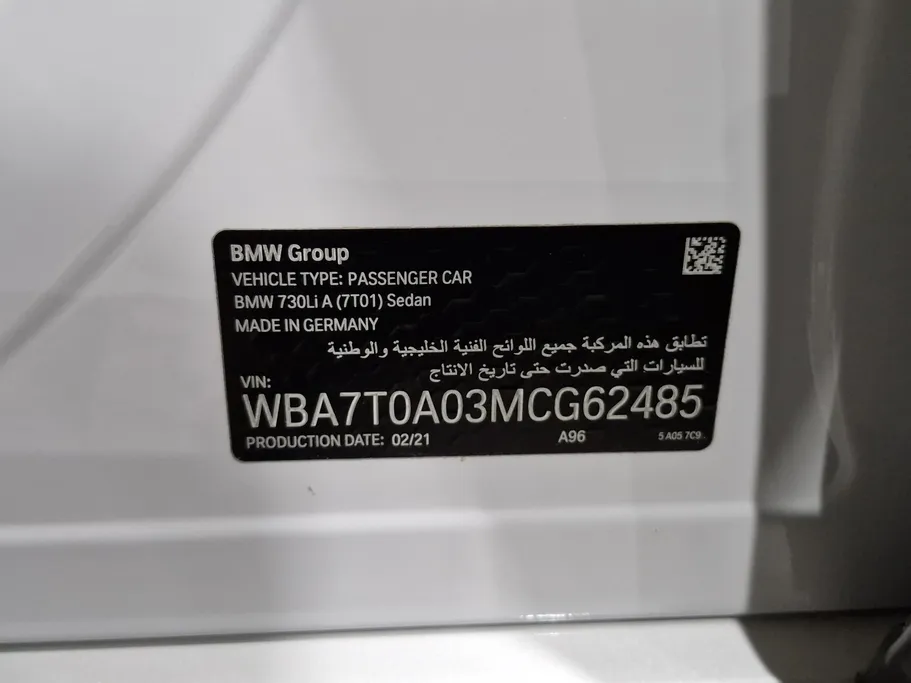 BMW Group
VEHICLE TYPE: PASSENGER CAR
BMW 730Li A (7T01) Sedan
MADE IN GERMANY
تطابق هذه المركبة جميع اللوائح الفنية الخليجية والوطنية
للسيارات التي صدرت حتى تاريخ الانتاج
VIN:
WBA7T0A03MCG62485
PRODUCTION DATE: 02/21 A96 5 A05 7C9